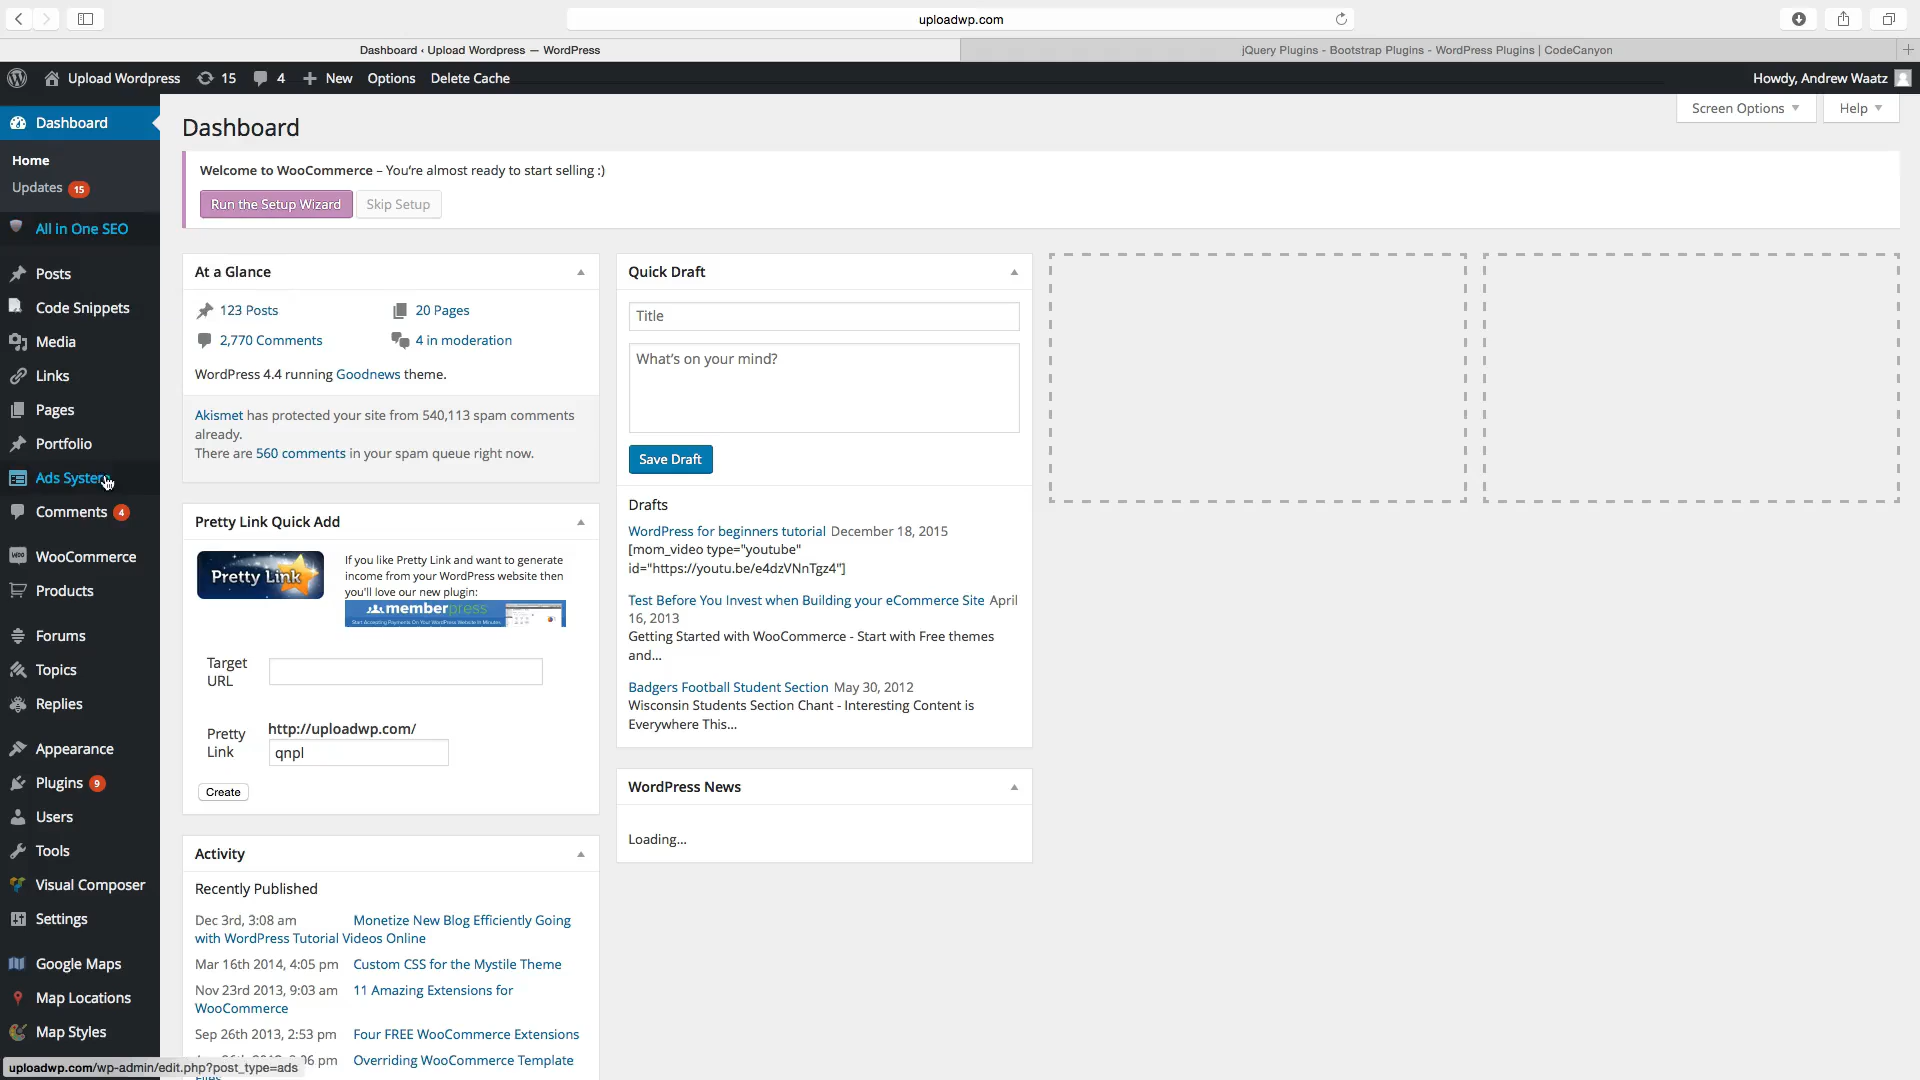 uploadwp.com
Dashboard ‹ Upload Wordpress — WordPress
jQuery Plugins - Bootstrap Plugins - WordPress Plugins | CodeCanyon
Upload Wordpress 15 4 New Options Delete Cache
Howdy, Andrew Waatz
Screen Options
Help
Dashboard
Home
Updates 15
All in One SEO
Posts
Code Snippets
Media
Links
Pages
Portfolio
Ads System
Comments 4
WooCommerce
Products
Forums
Topics
Replies
Appearance
Plugins 9
Users
Tools
Visual Composer
Settings
Google Maps
Map Locations
Map Styles
uploadwp.com/wp-admin/edit.php?post_type=ads
Dashboard
Welcome to WooCommerce – You're almost ready to start selling :)
Run the Setup Wizard
Skip Setup
At a Glance
123 Posts
20 Pages
2,770 Comments
4 in moderation
WordPress 4.4 running Goodnews theme.
Akismet has protected your site from 540,113 spam comments
already.
There are 560 comments in your spam queue right now.
Pretty Link Quick Add
Pretty Link
If you like Pretty Link and want to generate
income from your WordPress website then
you'll love our new plugin:
memberpress
Start Accepting Payments On Your WordPress Website In Minutes
Target
URL
Pretty
Link
http://uploadwp.com/
qnpl
Create
Activity
Recently Published
Dec 3rd, 3:08 am Monetize New Blog Efficiently Going
with WordPress Tutorial Videos Online
Mar 16th 2014, 4:05 pm Custom CSS for the Mystile Theme
Nov 23rd 2013, 9:03 am 11 Amazing Extensions for
WooCommerce
Sep 26th 2013, 2:53 pm Four FREE WooCommerce Extensions
pm Overriding WooCommerce Template
Quick Draft
Title
What's on your mind?
Save Draft
Drafts
WordPress for beginners tutorial December 18, 2015
[mom_video type="youtube"
id="https://youtu.be/e4dzVNnTgz4"]
Test Before You Invest when Building your eCommerce Site April
16, 2013
Getting Started with WooCommerce - Start with Free themes
and...
Badgers Football Student Section May 30, 2012
Wisconsin Students Section Chant - Interesting Content is
Everywhere This...
WordPress News
Loading...